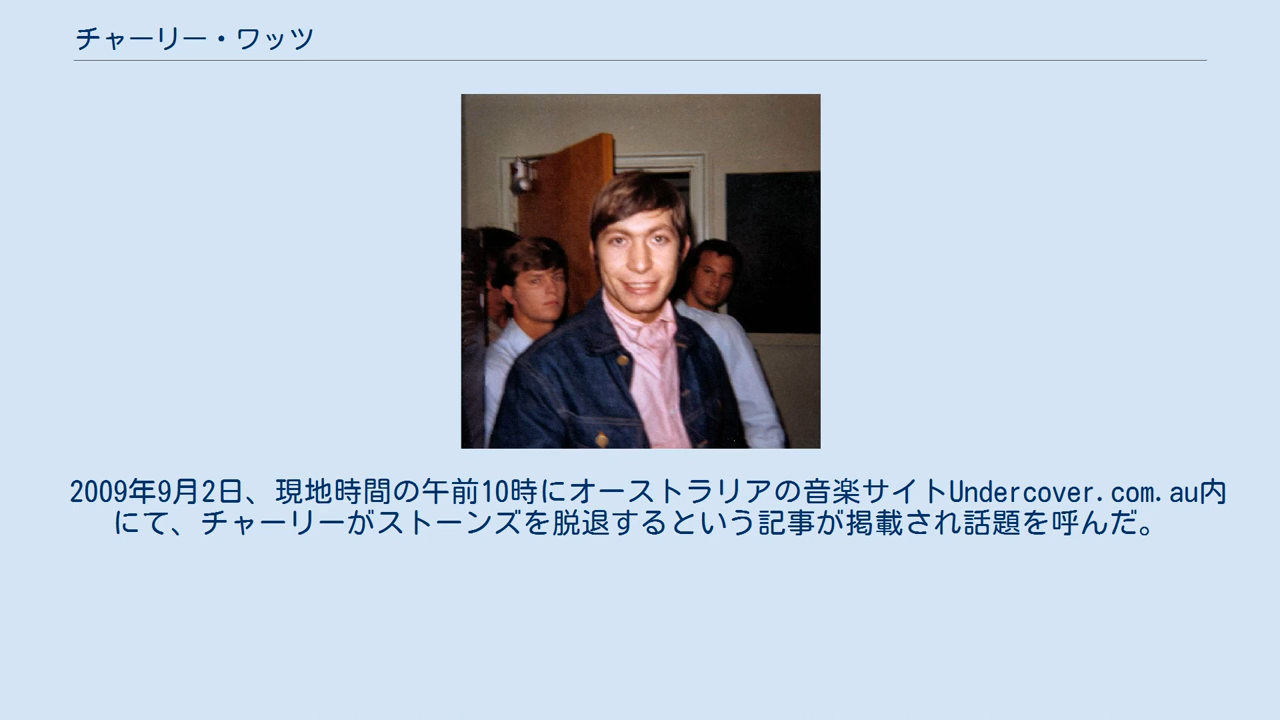 チャーリー・ワッツ
2009年9月2日、現地時間の午前10時にオーストラリアの音楽サイトUndercover.com.au内
にて、チャーリーがストーンズを脱退するという記事が掲載され話題を呼んだ。